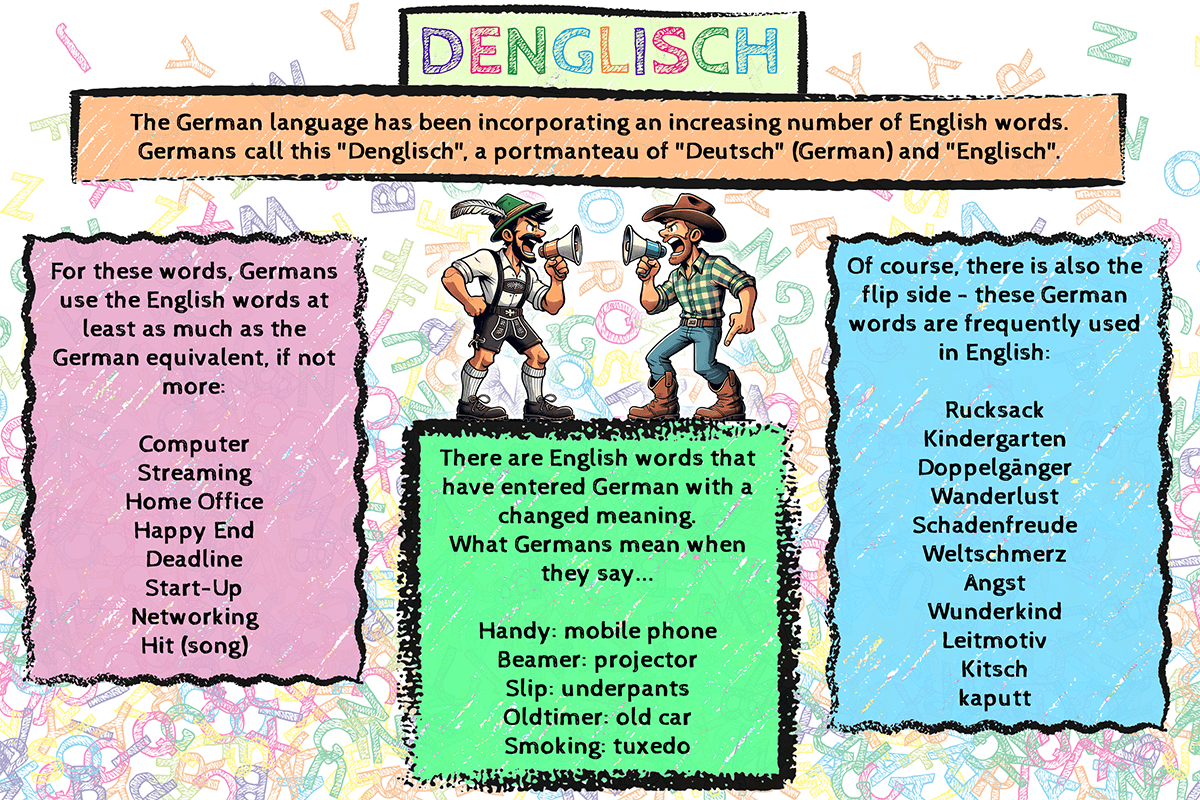 DENGLISCH
The German language has been incorporating an increasing number of English words.
Germans call this "Denglisch", a portmanteau of "Deutsch" (German) and "Englisch".
For these words, Germans
use the English words at
least as much as the
German equivalent, if not
more:
Computer
Streaming
Home Office
Happy End
Deadline
Start-Up
Networking
Hit (song)
There are English words that
have entered German with a
changed meaning.
What Germans mean when
they say...
Handy: mobile phone
Beamer: projector
Slip: underpants
Oldtimer: old car
Smoking: tuxedo
Of course, there is also the
flip side - these German
words are frequently used
in English:
Rucksack
Kindergarten
Doppelgänger
Wanderlust
Schadenfreude
Weltschmerz
Angst
Wunderkind
Leitmotiv
Kitsch
kaputt